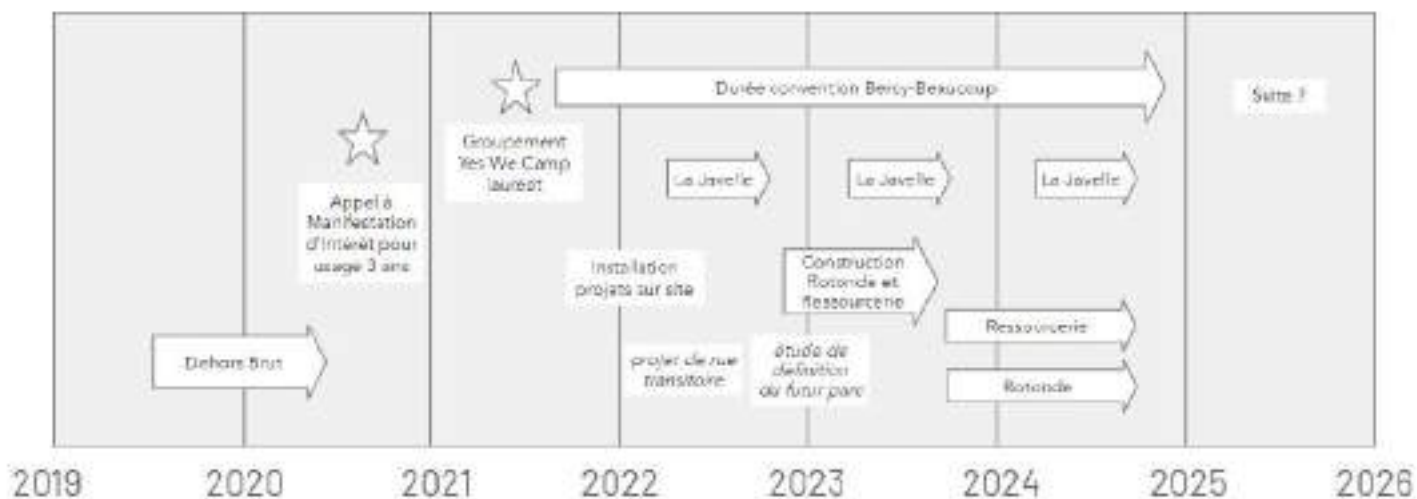 Durée convention Bercy-Beaucoup
Suite ?
Groupement
Yes We Camp
lauréat
La Javelle
La Javelle
La Javelle
Appel à
Manifestation
d'Intérêt pour
usage 3 ans
Installation
projets sur site
Construction
Rotonde et
Ressourcerie
Ressourcerie
Dehors Brut
projet de rue
transitoire
étude de
définition
du futur parc
Rotonde
2019
2020
2021
2022
2023
2024
2025
2026